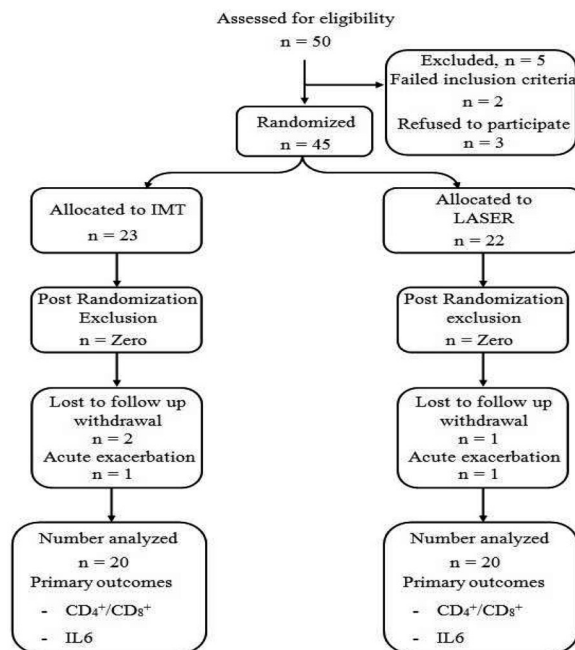 Assessed for eligibility
n = 50
Excluded, n = 5
Failed inclusion criteria
n = 2
Refused to participate
n = 3
Randomized
n = 45
Allocated to IMT
n = 23
Allocated to
LASER
n = 22
Post Randomization
Exclusion
n = Zero
Post Randomization
exclusion
n = Zero
Lost to follow up
withdrawal
n = 2
Acute exacerbation
n = 1
Lost to follow up
withdrawal
n = 1
Acute exacerbation
n = 1
Number analyzed
n = 20
Primary outcomes
- CD₄⁺/CD₈⁺
- IL6
Number analyzed
n = 20
Primary outcomes
- CD₄⁺/CD₈⁺
- IL6